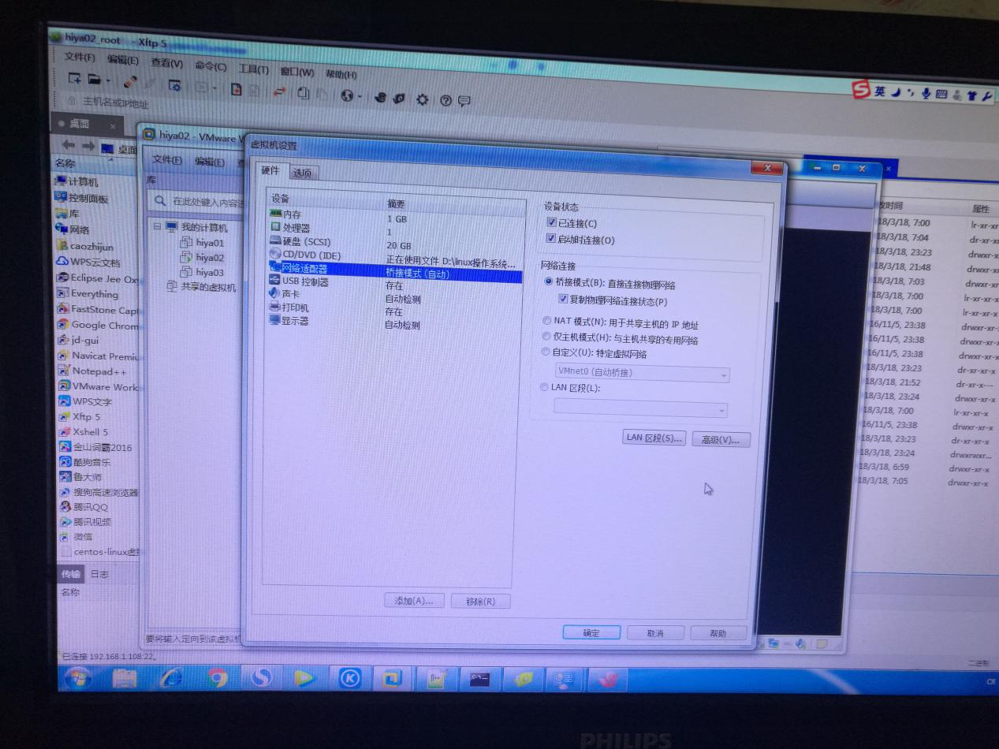 hiya02_root - Xftp 5
文件(F) 编辑(E) 查看(V) 命令(C) 工具(T) 窗口(W) 帮助(H)
主机名或IP地址
英
桌面
桌面
名称
计算机
控制面板
库
网络
caozhijun
WPS云文档
Eclipse Jee Ox
Everything
FastStone Capt
Google Chrom
jd-gui
Navicat Premiu
Notepad++
VMware Work
WPS文字
Xftp 5
Xshell 5
金山词霸2016
酷狗音乐
鲁大师
搜狗高速浏览器
腾讯QQ
腾讯视频
微信
centos-linux虚
传输 日志
名称
已连接 192.168.1.108:22。
hiya02 - VMware W
文件(F) 编辑(E)
库
在此处键入内容
我的计算机
hiya01
hiya02
hiya03
共享的虚拟机
要将输入定向到该虚拟机
虚拟机设置
硬件 选项
设备 摘要
内存 1 GB
处理器 1
硬盘 (SCSI) 20 GB
CD/DVD (IDE) 正在使用文件 D:\linux操作系统...
网络适配器 桥接模式 (自动)
USB 控制器 存在
声卡 自动检测
打印机 存在
显示器 自动检测
添加(A)... 移除(R)
设备状态
已连接(C)
启动时连接(O)
网络连接
桥接模式(B): 直接连接物理网络
复制物理网络连接状态(P)
NAT 模式(N): 用于共享主机的 IP 地址
仅主机模式(H): 与主机共享的专用网络
自定义(U): 特定虚拟网络
VMnet0 (自动桥接)
LAN 区段(L):
LAN 区段(S)... 高级(V)...
确定 取消 帮助
时间 属性
18/3/18, 7:00 lr-xr-xr
18/3/18, 7:04 dr-xr-xr
18/3/18, 23:23 drwxr-x
18/3/18, 21:48 drwxr-xr
18/3/18, 7:03 drwxr-x
18/3/18, 7:00 lr-xr-xr
18/3/18, 7:00 lr-xr-xr
16/11/5, 23:38 drwxr-xr
16/11/5, 23:38 drwxr-xr
16/11/5, 23:38 drwxr-xr-x
18/3/18, 23:23 dr-xr-xr-x
18/3/18, 21:52 dr-xr-x---
18/3/18, 23:24 drwxr-xr-x
18/3/18, 7:00 lr-xr-xr-x
16/11/5, 23:38 drwxr-xr-x
18/3/18, 23:23 dr-xr-xr-x
18/3/18, 23:24 drwxrwxr...
18/3/18, 6:59 drwxr-xr-x
18/3/18, 7:05 drwxr-xr-x
二进制
PHILIPS